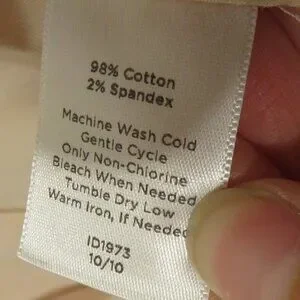 98% Cotton
2% Spandex
Machine Wash Cold
Gentle Cycle
Only Non-Chlorine
Bleach When Needed
Tumble Dry Low
Warm Iron, If Needed
ID1973
10/10